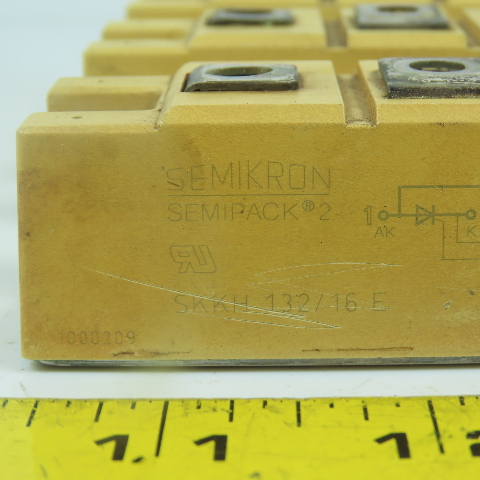 SEMIKRON
SEMIPACK® 2
1
AK K
SKKH 132/16 E
1000209
1 1 1